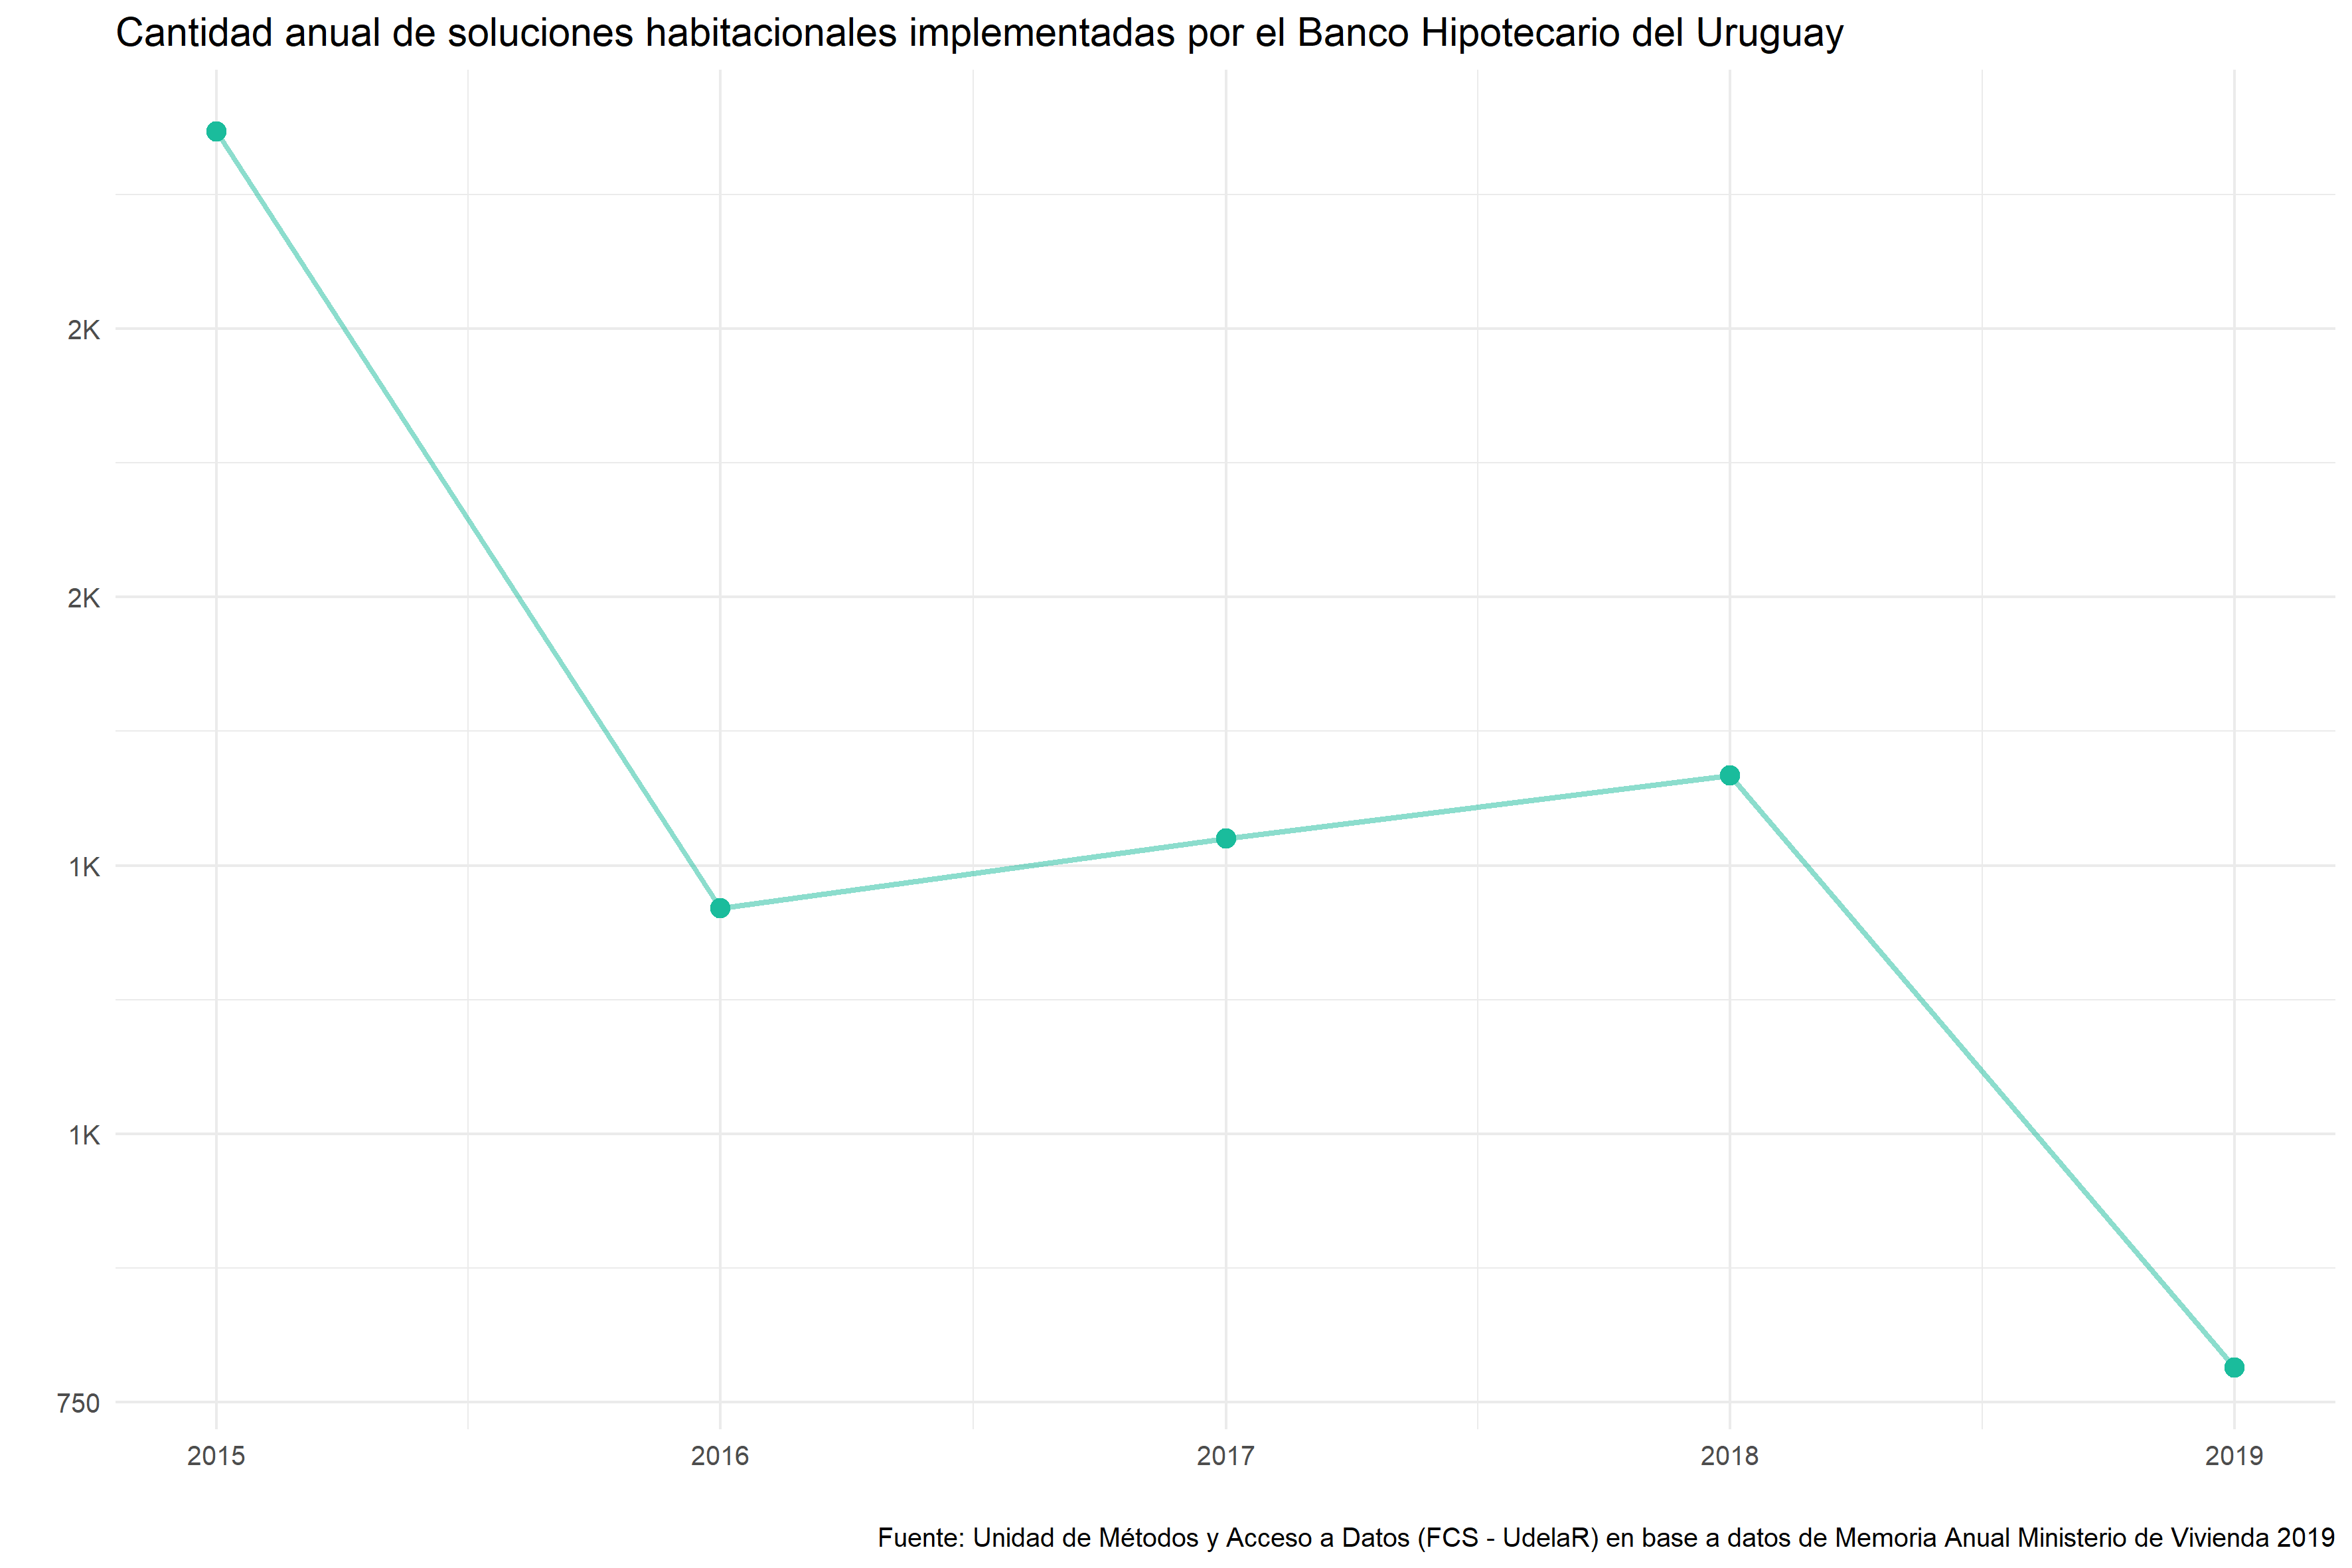 Cantidad anual de soluciones habitacionales implementadas por el Banco Hipotecario del Uruguay
2K
2K
1K
1K
750
2015 2016 2017 2018 2019
Fuente: Unidad de Métodos y Acceso a Datos (FCS - UdelaR) en base a datos de Memoria Anual Ministerio de Vivienda 2019